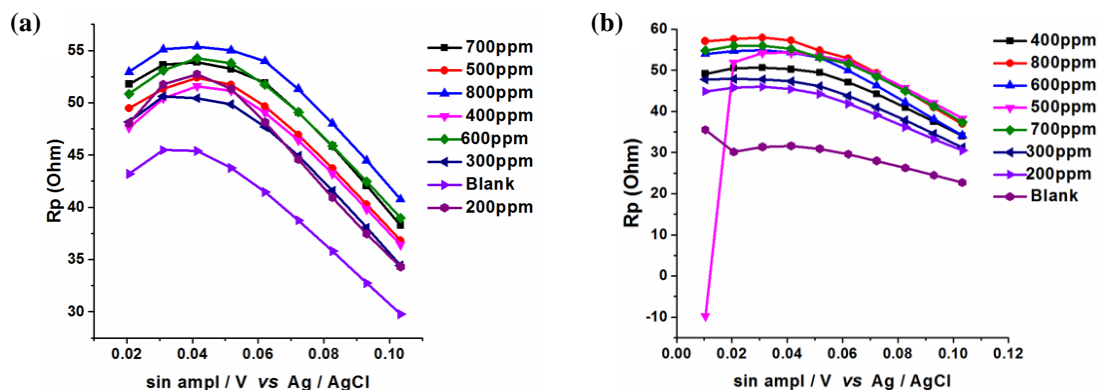 (a)
Rp (Ohm)
55
50
45
40
35
30
0.02 0.04 0.06 0.08 0.10
sin ampl / V vs Ag / AgCl
700ppm
500ppm
800ppm
400ppm
600ppm
300ppm
Blank
200ppm
(b)
Rp (Ohm)
60
50
40
30
20
10
0
-10
0.00 0.02 0.04 0.06 0.08 0.10 0.12
sin ampl / V vs Ag / AgCl
400ppm
800ppm
600ppm
500ppm
700ppm
300ppm
200ppm
Blank